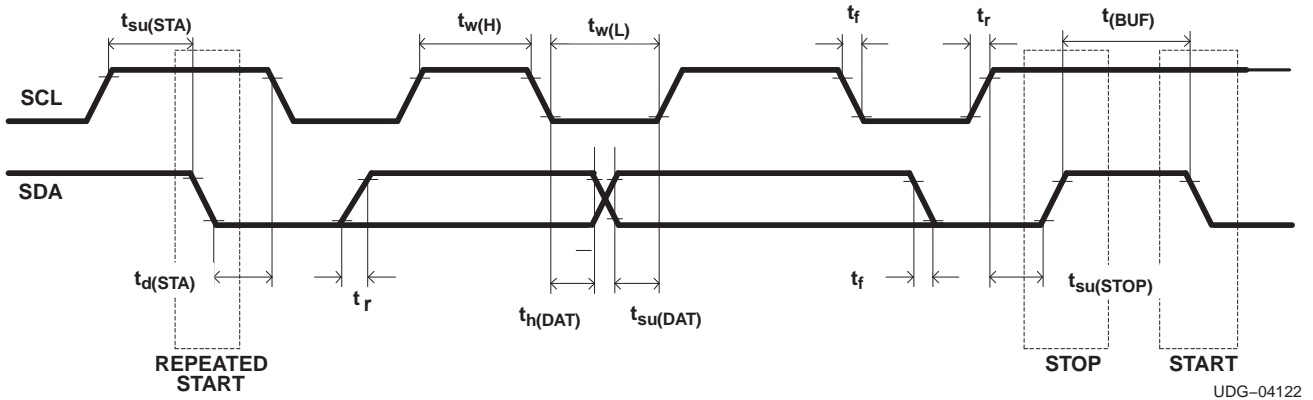 tsu(STA)
tw(H)
tw(L)
tf
tr
t(BUF)
SCL
SDA
td(STA)
tr
th(DAT)
tsu(DAT)
tf
tsu(STOP)
REPEATED
START
STOP
START
UDG–04122